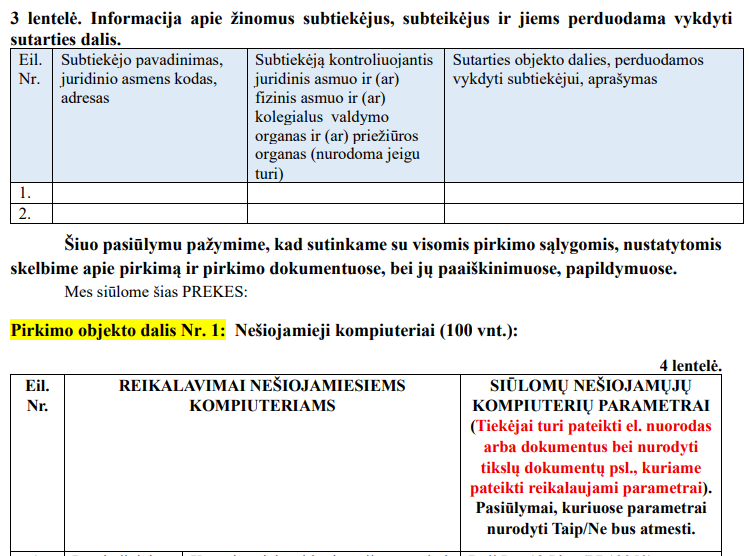 3 lentelė. Informacija apie žinomus subtiekėjus, subteikėjus ir jiems perduodama vykdyti
sutarties dalis.
Eil.
Nr.
Subtiekėjo pavadinimas,
juridinio asmens kodas,
adresas
Subtiekėją kontroliuojantis
juridinis asmuo ir (ar)
fizinis asmuo ir (ar)
kolegialus valdymo
organas ir (ar) priežiūros
organas (nurodoma jeigu
turi)
Sutarties objekto dalies, perduodamos
vykdyti subtiekėjui, aprašymas
1.
2.
Šiuo pasiūlymu pažymime, kad sutinkame su visomis pirkimo sąlygomis, nustatytomis
skelbime apie pirkimą ir pirkimo dokumentuose, bei jų paaiškinimuose, papildymuose.
Mes siūlome šias PREKES:
Pirkimo objekto dalis Nr. 1: Nešiojamieji kompiuteriai (100 vnt.):
4 lentelė.
Eil.
Nr.
REIKALAVIMAI NEŠIOJAMIESIEMS
KOMPIUTERIAMS
SIŪLOMŲ NEŠIOJAMŲJŲ
KOMPIUTERIŲ PARAMETRAI
(Tiekėjai turi pateikti el. nuorodas
arba dokumentus bei nurodyti
tikslų dokumentų psl., kuriame
pateikti reikalaujami parametrai).
Pasiūlymai, kuriuose parametrai
nurodyti Taip/Ne bus atmesti.